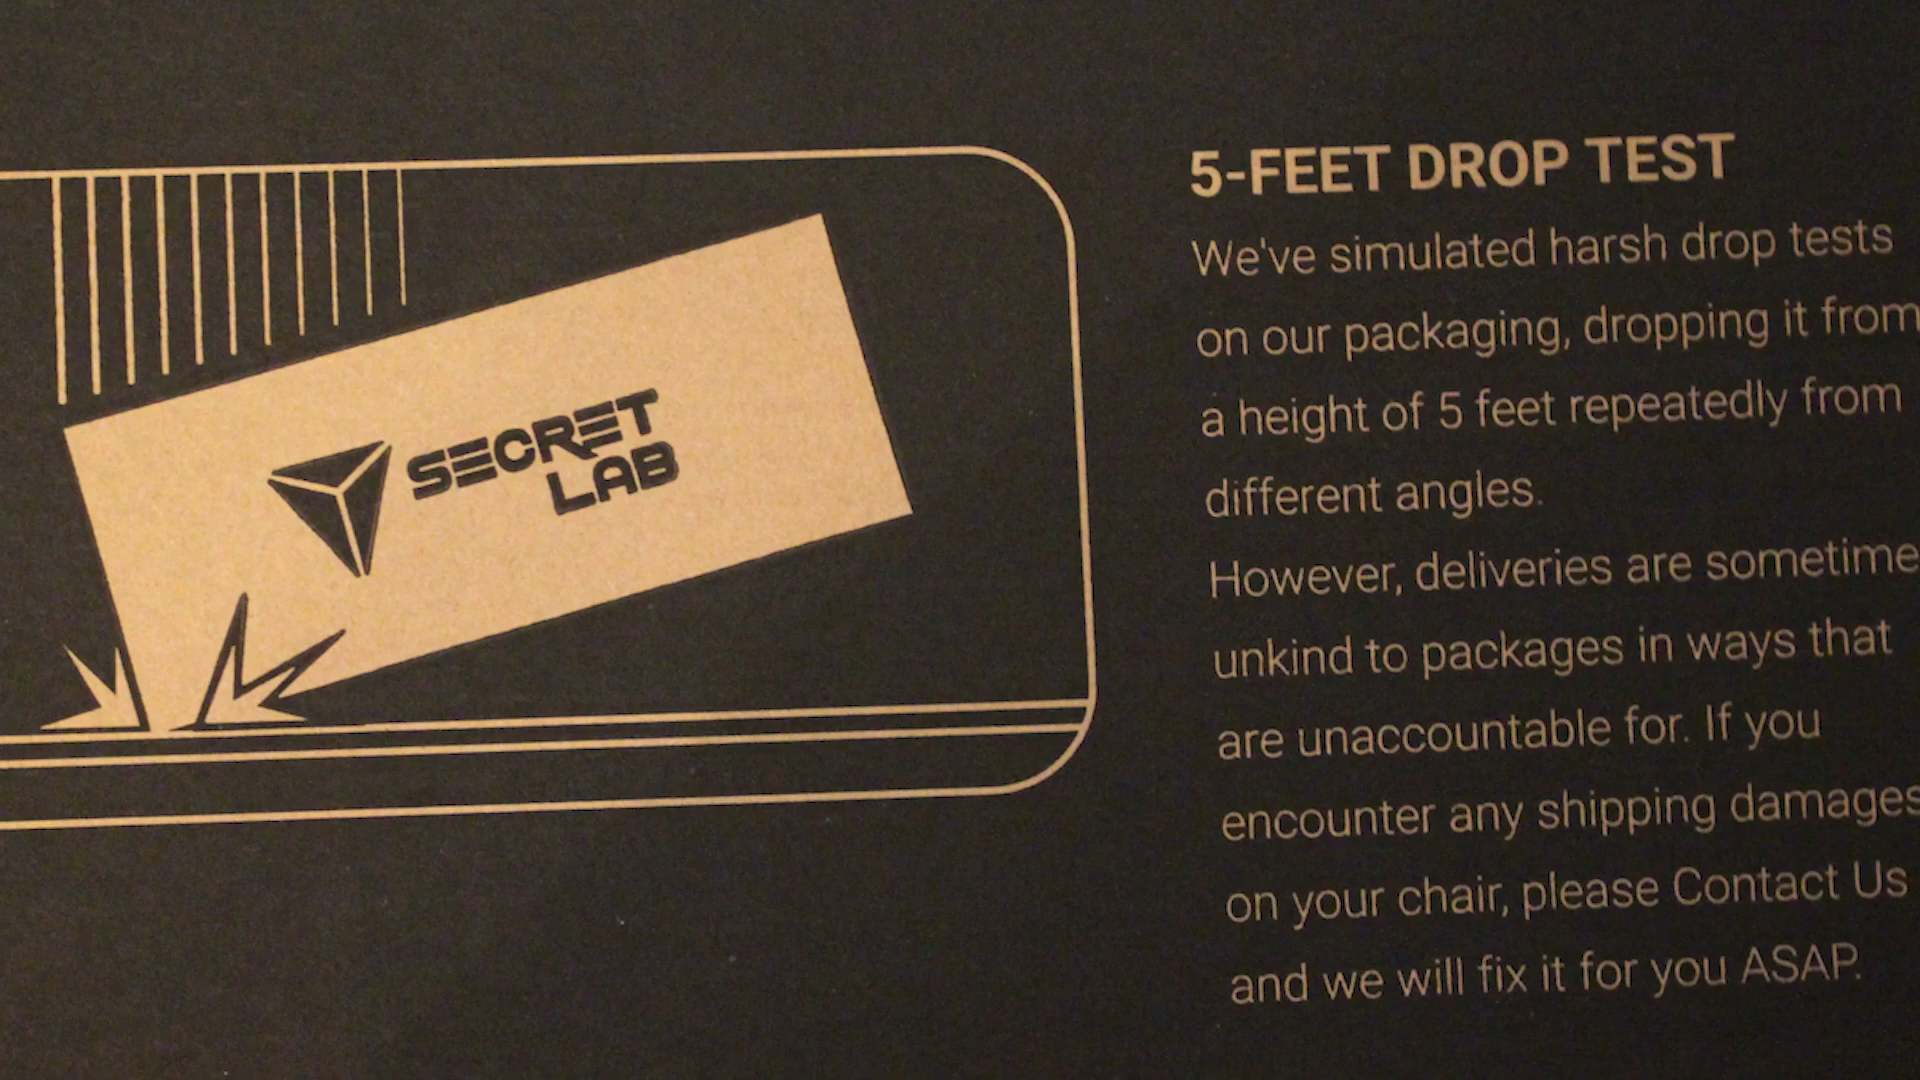 SECRET
LAB
5-FEET DROP TEST
We've simulated harsh drop tests
on our packaging, dropping it from
a height of 5 feet repeatedly from
different angles.
However, deliveries are sometime
unkind to packages in ways that
are unaccountable for. If you
encounter any shipping damages
on your chair, please Contact Us
and we will fix it for you ASAP.